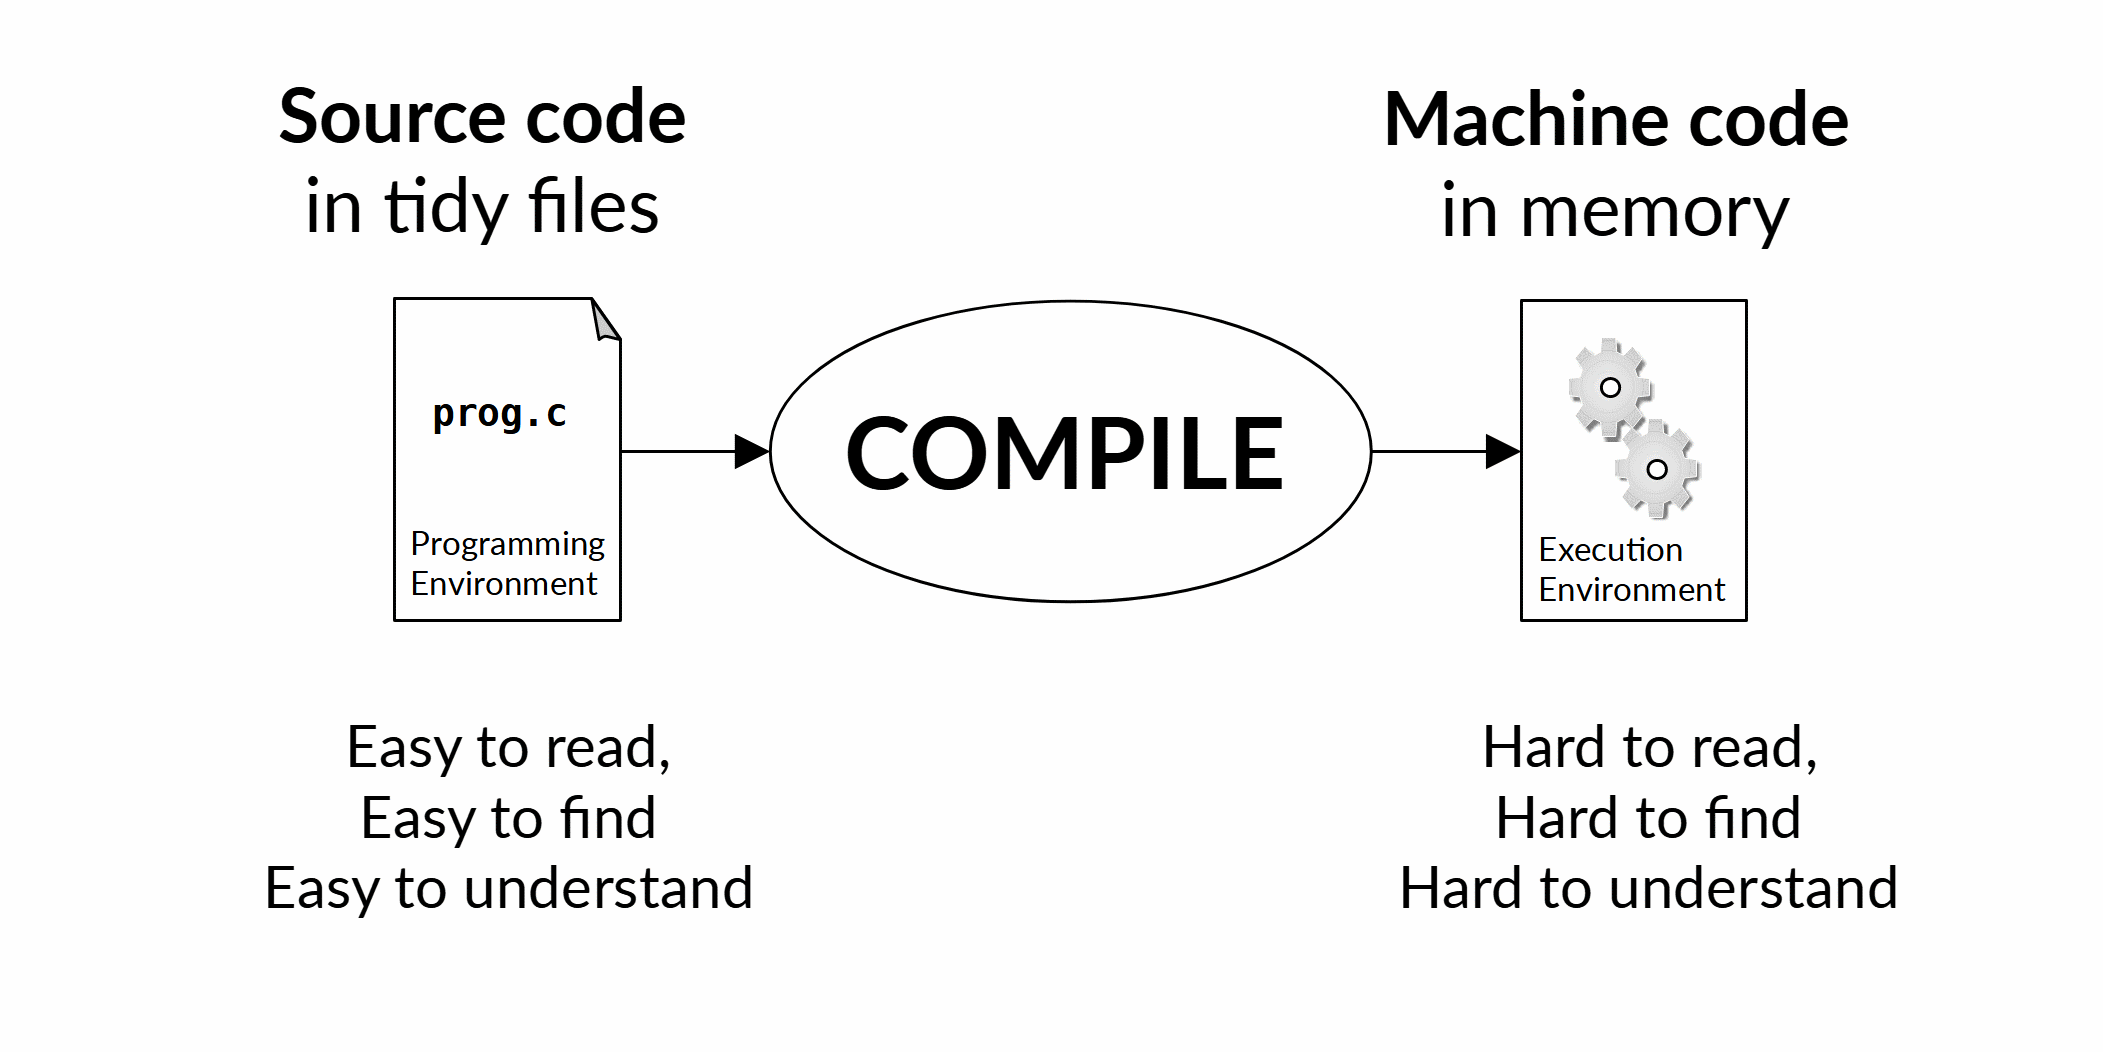 Source code
in tidy files
prog.c
Programming
Environment
Easy to read,
Easy to find
Easy to understand
COMPILE
Machine code
in memory
Execution
Environment
Hard to read,
Hard to find
Hard to understand